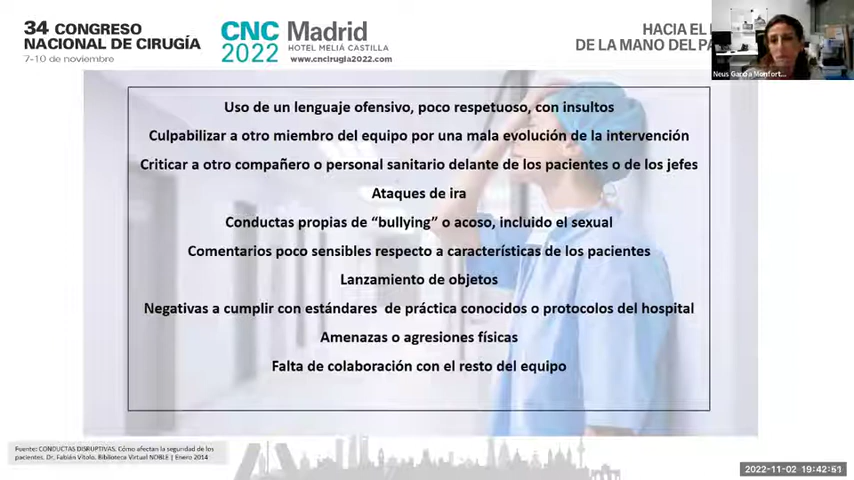 34 CONGRESO
NACIONAL DE CIRUGÍA
7-10 de noviembre
CNC Madrid
2022 HOTEL MELIÁ CASTILLA
www.cncirugia2022.com
HACIA EL
DE LA MANO DEL PA
Neus García Monfort...
Uso de un lenguaje ofensivo, poco respetuoso, con insultos
Culpabilizar a otro miembro del equipo por una mala evolución de la intervención
Criticar a otro compañero o personal sanitario delante de los pacientes o de los jefes
Ataques de ira
Conductas propias de “bullying” o acoso, incluido el sexual
Comentarios poco sensibles respecto a características de los pacientes
Lanzamiento de objetos
Negativas a cumplir con estándares de práctica conocidos o protocolos del hospital
Amenazas o agresiones físicas
Falta de colaboración con el resto del equipo
Fuente: CONDUCTAS DISRUPTIVAS. Cómo afectan la seguridad de los
pacientes. Dr. Fabián Vítolo. Biblioteca Virtual NOBLE | Enero 2014
2022-11-02 19:42:51